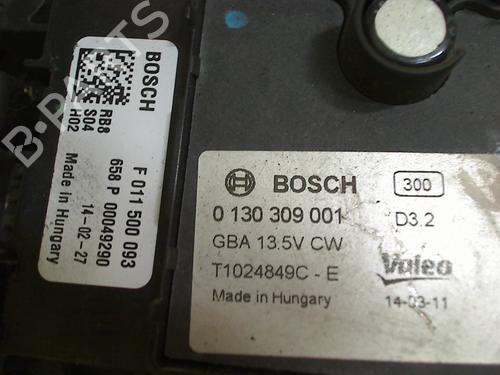 B-PARTS
BOSCH
F 011 500 093
RB8
S04
H02
658 P 00049290
14-02-27
Made in Hungary
BOSCH
300
0 130 309 001
D3.2
GBA 13.5V CW
T1024849C - E
Valeo
Made in Hungary
14-03-11